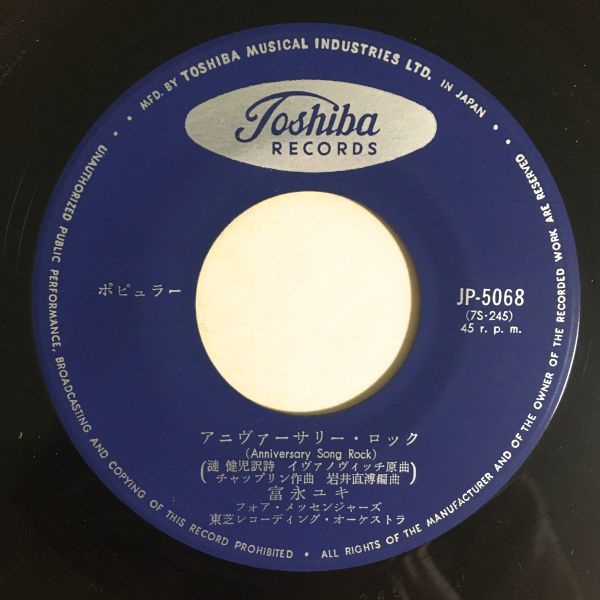 MFD. BY TOSHIBA MUSICAL INDUSTRIES LTD. IN JAPAN •
Toshiba
RECORDS
ポピュラー
JP-5068
(7S-245)
45 r. p. m.
アニヴァーサリー・ロック
(Anniversary Song Rock)
漣 健児訳詩 イヴァノヴィッチ原曲
チャップリン作曲 岩井直溥編曲
富永ユキ
フォア・メッセンジャーズ
東芝レコーディング・オーケストラ
UNAUTHORIZED PUBLIC PERFORMANCE, BROADCASTING AND COPYING OF THIS RECORD PROHIBITED • ALL RIGHTS OF THE MANUFACTURER AND OF THE OWNER OF THE RECORDED WORK ARE RESERVED